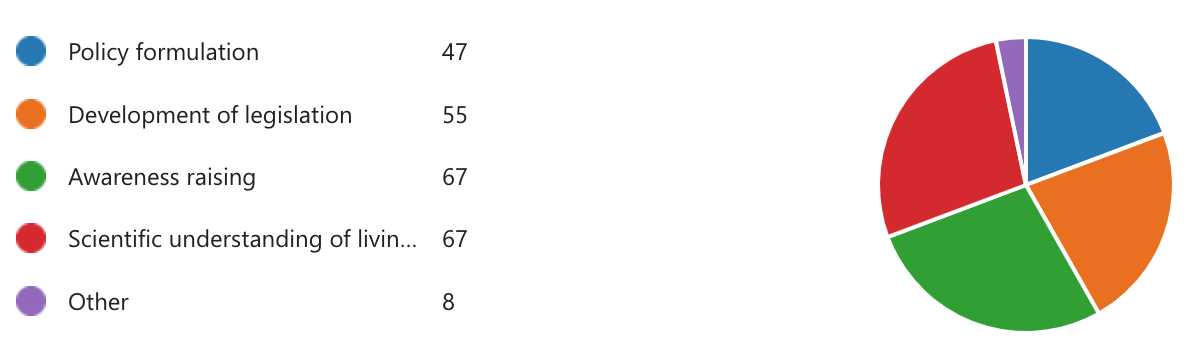 Policy formulation 47
Development of legislation 55
Awareness raising 67
Scientific understanding of livin... 67
Other 8